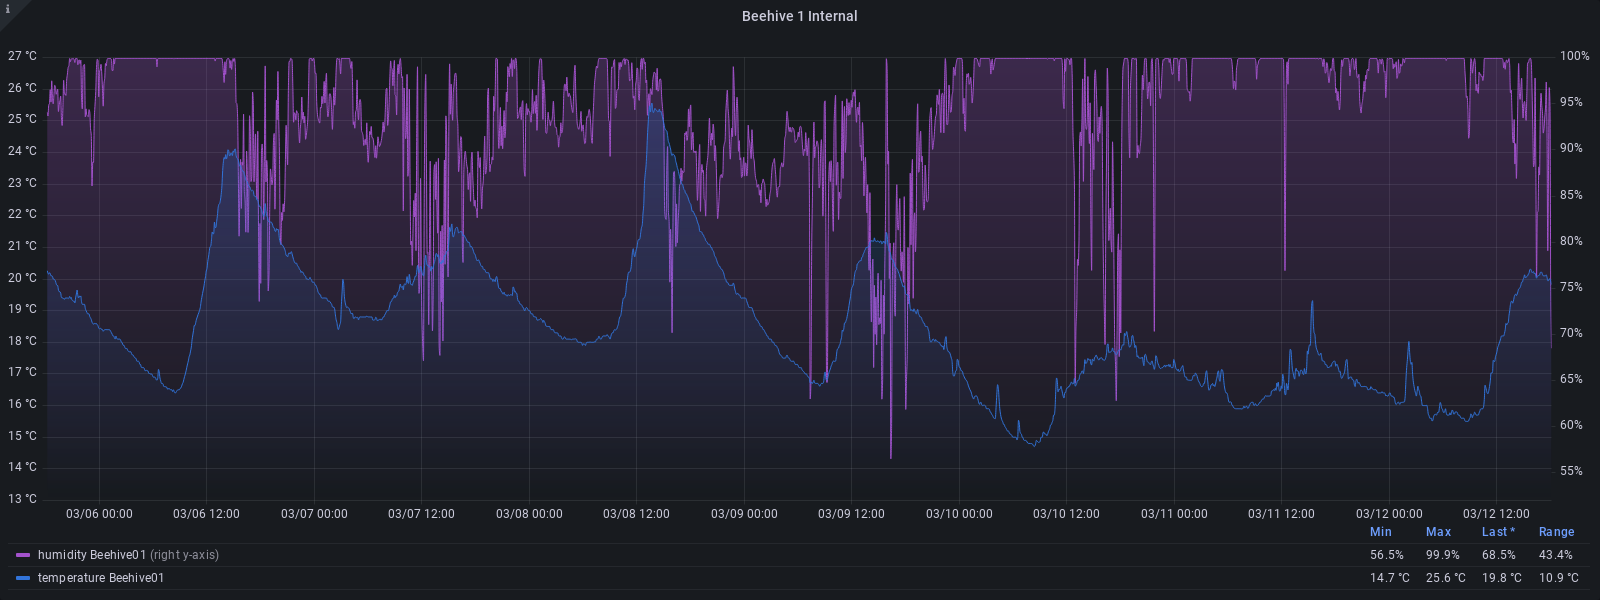 i
Beehive 1 Internal
27 °C 100%
26 °C 95%
25 °C 90%
24 °C 85%
23 °C 80%
22 °C 75%
21 °C 70%
20 °C 65%
19 °C 60%
18 °C 55%
17 °C
16 °C
15 °C
14 °C
13 °C
03/06 00:00 03/06 12:00 03/07 00:00 03/07 12:00 03/08 00:00 03/08 12:00 03/09 00:00 03/09 12:00 03/10 00:00 03/10 12:00 03/11 00:00 03/11 12:00 03/12 00:00 03/12 12:00
Min Max Last * Range
humidity Beehive01 (right y-axis) 56.5% 99.9% 68.5% 43.4%
temperature Beehive01 14.7 °C 25.6 °C 19.8 °C 10.9 °C